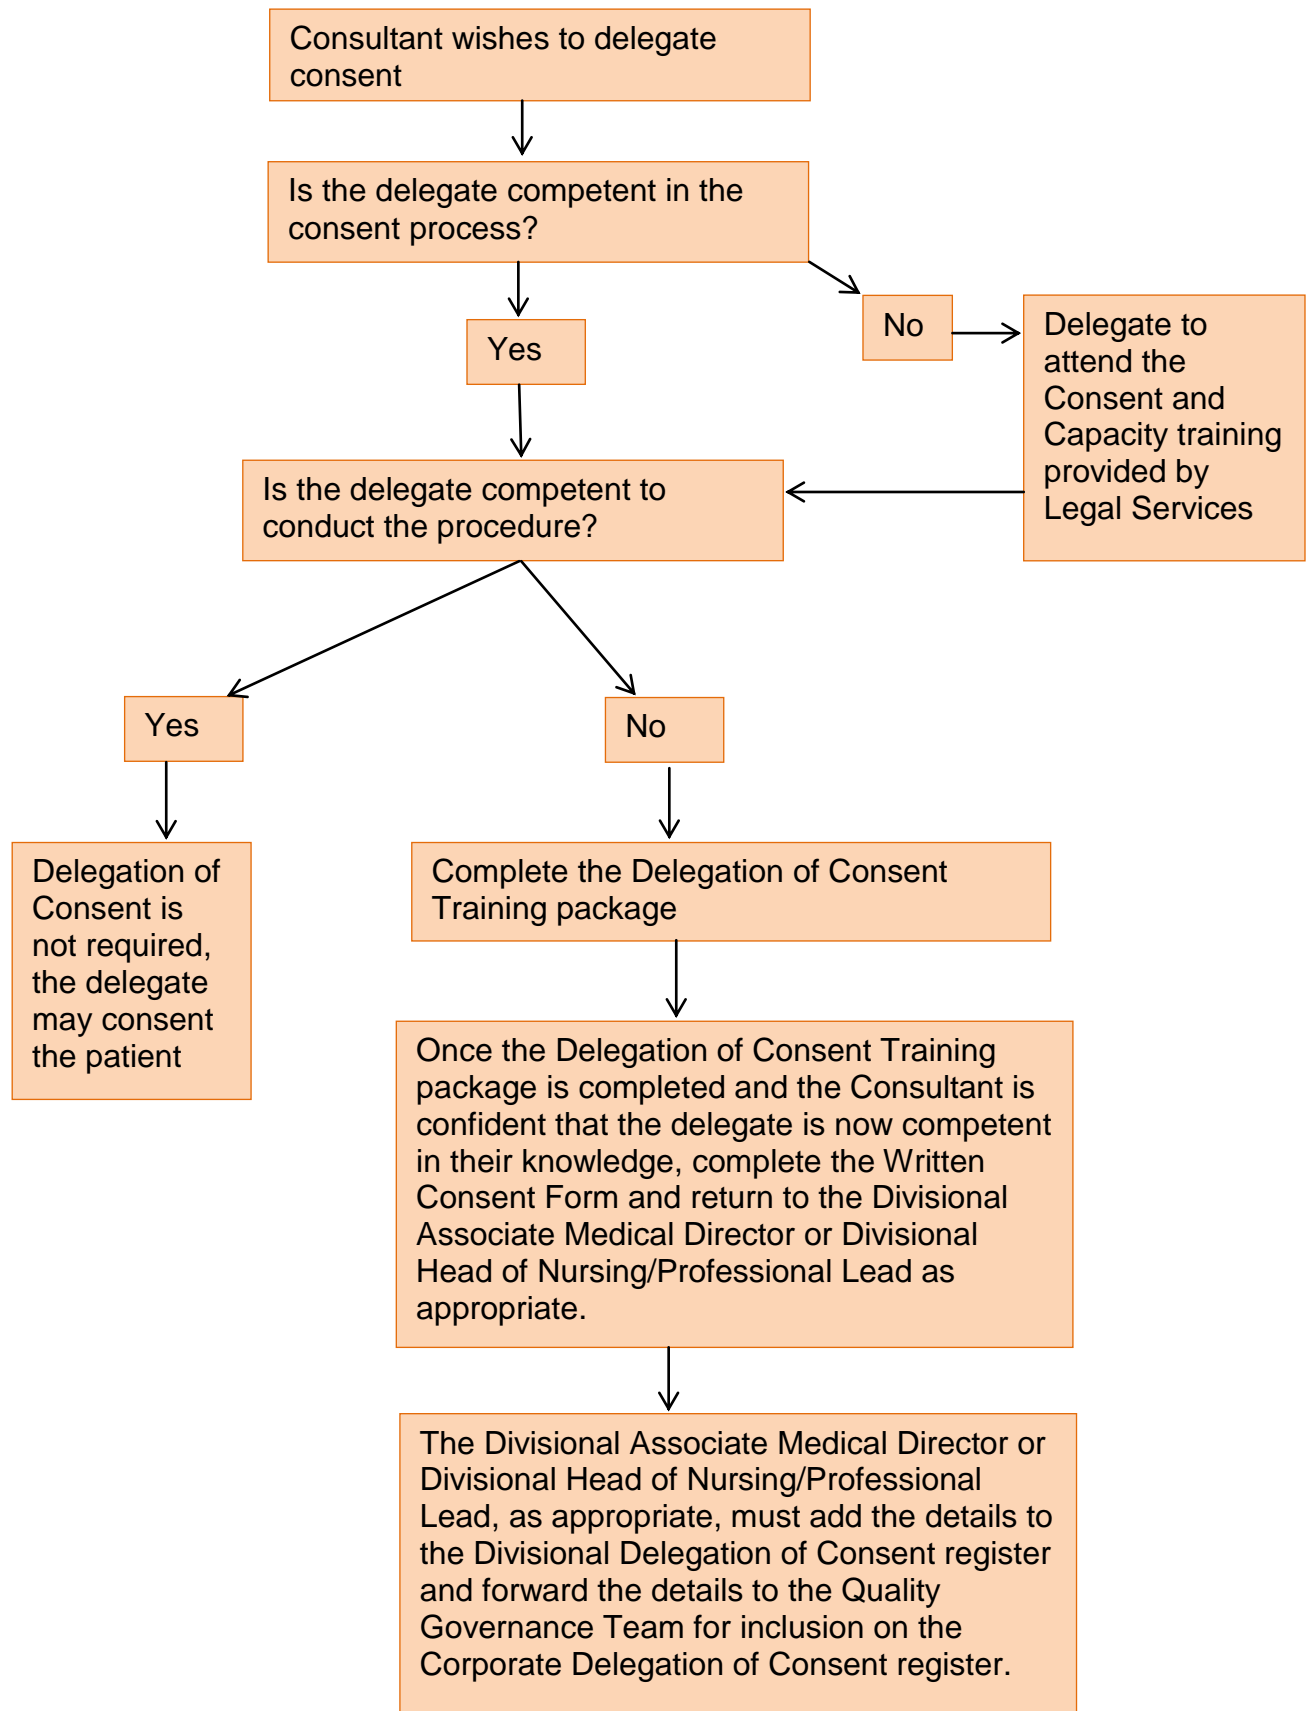 Consultant wishes to delegate
consent
Is the delegate competent in the
consent process?
Yes
No
Delegate to
attend the
Consent and
Capacity training
provided by
Legal Services
Is the delegate competent to
conduct the procedure?
Yes
No
Delegation of
Consent is
not required,
the delegate
may consent
the patient
Complete the Delegation of Consent
Training package
Once the Delegation of Consent Training
package is completed and the Consultant is
confident that the delegate is now competent
in their knowledge, complete the Written
Consent Form and return to the Divisional
Associate Medical Director or Divisional
Head of Nursing/Professional Lead as
appropriate.
The Divisional Associate Medical Director or
Divisional Head of Nursing/Professional
Lead, as appropriate, must add the details to
the Divisional Delegation of Consent register
and forward the details to the Quality
Governance Team for inclusion on the
Corporate Delegation of Consent register.